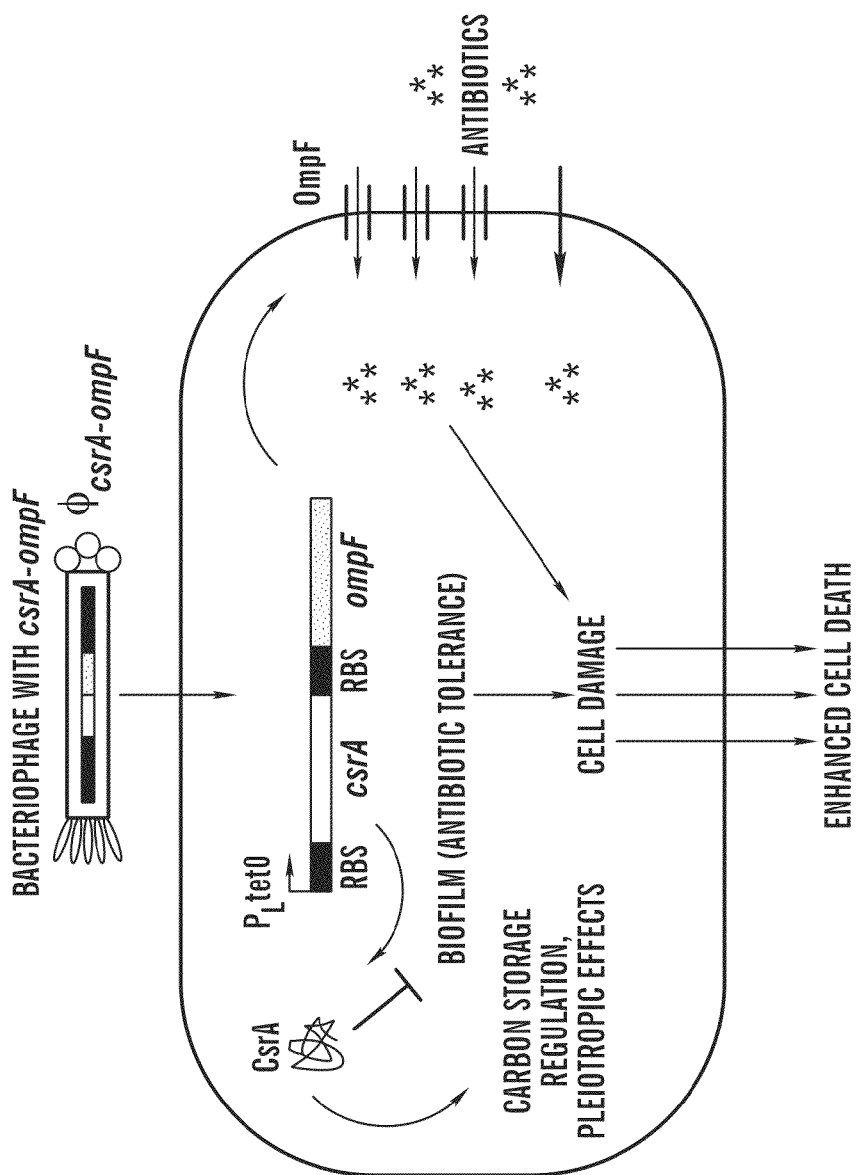 BACTERIOPHAGE WITH csrA-ompF
Φcsra-ompF
PLtetO
RBS csrA RBS ompF
CsrA
OmpF
** *
** *
ANTIBIOTICS
** *
** *
** *
** *
BIOFILM (ANTIBIOTIC TOLERANCE)
CARBON STORAGE
REGULATION,
PLEIOTROPIC EFFECTS
CELL DAMAGE
ENHANCED CELL DEATH